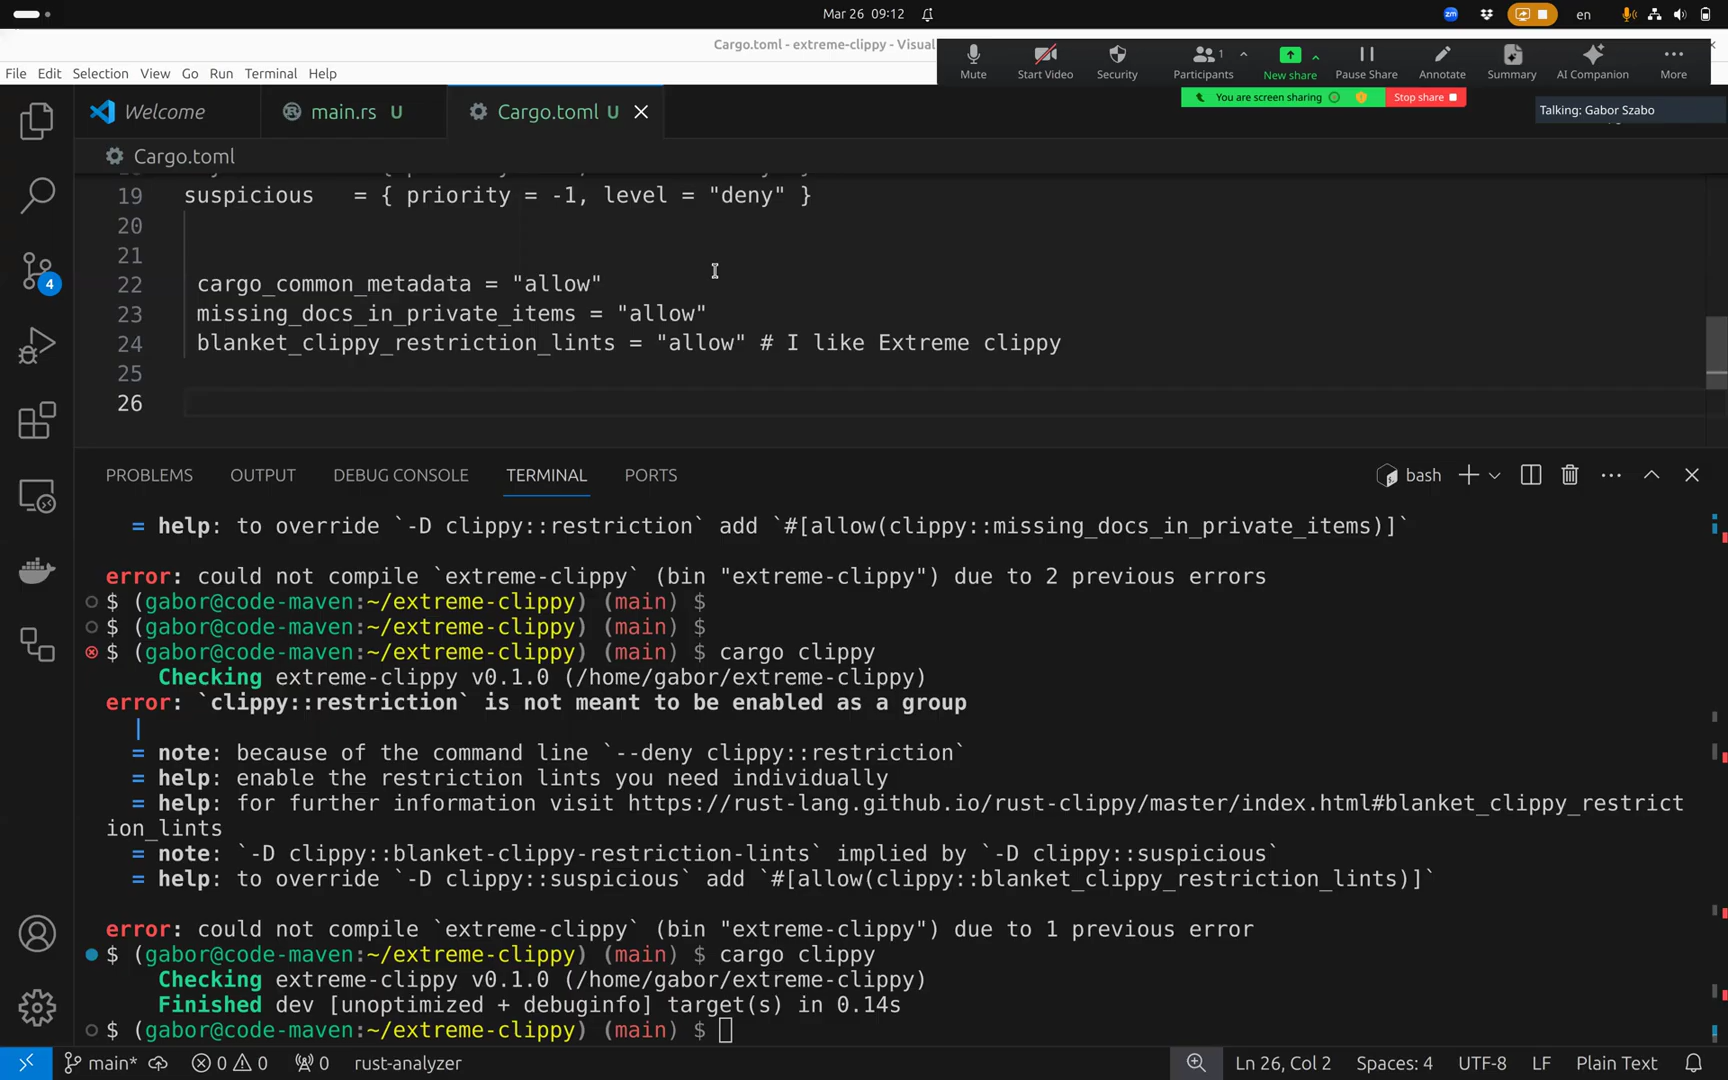 Mar 26 09:12
zm
en
Cargo.toml - extreme-clippy - Visual
File Edit Selection View Go Run Terminal Help
Mute
Start Video
Security
Participants 1
New share
Pause Share
Annotate
Summary
AI Companion
More
You are screen sharing
Stop share
Talking: Gabor Szabo
Welcome
main.rs U
Cargo.toml U
Cargo.toml
19 suspicious = { priority = -1, level = "deny" }
20
21
22 cargo_common_metadata = "allow"
23 missing_docs_in_private_items = "allow"
24 blanket_clippy_restriction_lints = "allow" # I like Extreme clippy
25
26
4
PROBLEMS OUTPUT DEBUG CONSOLE TERMINAL PORTS
bash
= help: to override `-D clippy::restriction` add `#[allow(clippy::missing_docs_in_private_items)]`
error: could not compile `extreme-clippy` (bin "extreme-clippy") due to 2 previous errors
$ (gabor@code-maven:~/extreme-clippy) (main) $
$ (gabor@code-maven:~/extreme-clippy) (main) $
$ (gabor@code-maven:~/extreme-clippy) (main) $ cargo clippy
Checking extreme-clippy v0.1.0 (/home/gabor/extreme-clippy)
error: `clippy::restriction` is not meant to be enabled as a group
|
= note: because of the command line `--deny clippy::restriction`
= help: enable the restriction lints you need individually
= help: for further information visit https://rust-lang.github.io/rust-clippy/master/index.html#blanket_clippy_restrict
ion_lints
= note: `-D clippy::blanket-clippy-restriction-lints` implied by `-D clippy::suspicious`
= help: to override `-D clippy::suspicious` add `#[allow(clippy::blanket_clippy_restriction_lints)]`
error: could not compile `extreme-clippy` (bin "extreme-clippy") due to 1 previous error
$ (gabor@code-maven:~/extreme-clippy) (main) $ cargo clippy
Checking extreme-clippy v0.1.0 (/home/gabor/extreme-clippy)
Finished dev [unoptimized + debuginfo] target(s) in 0.14s
$ (gabor@code-maven:~/extreme-clippy) (main) $
main* 0 0 0 rust-analyzer
Ln 26, Col 2 Spaces: 4 UTF-8 LF Plain Text